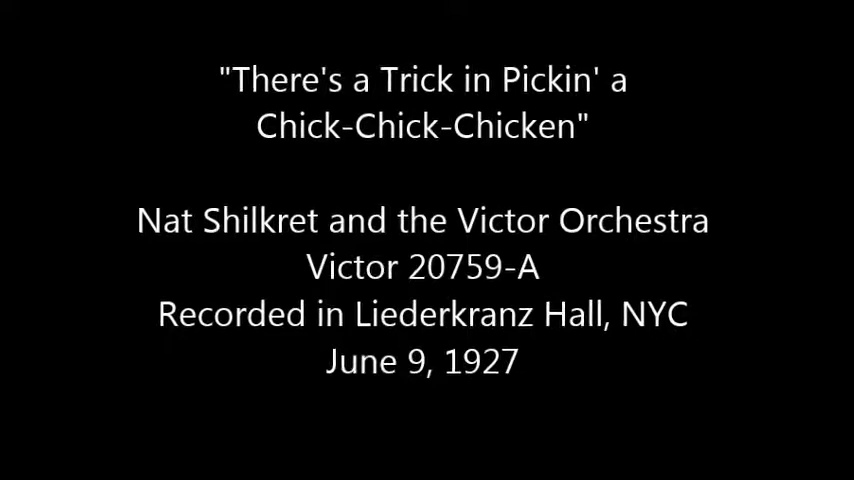 "There's a Trick in Pickin' a
Chick-Chick-Chicken"
Nat Shilkret and the Victor Orchestra
Victor 20759-A
Recorded in Liederkranz Hall, NYC
June 9, 1927